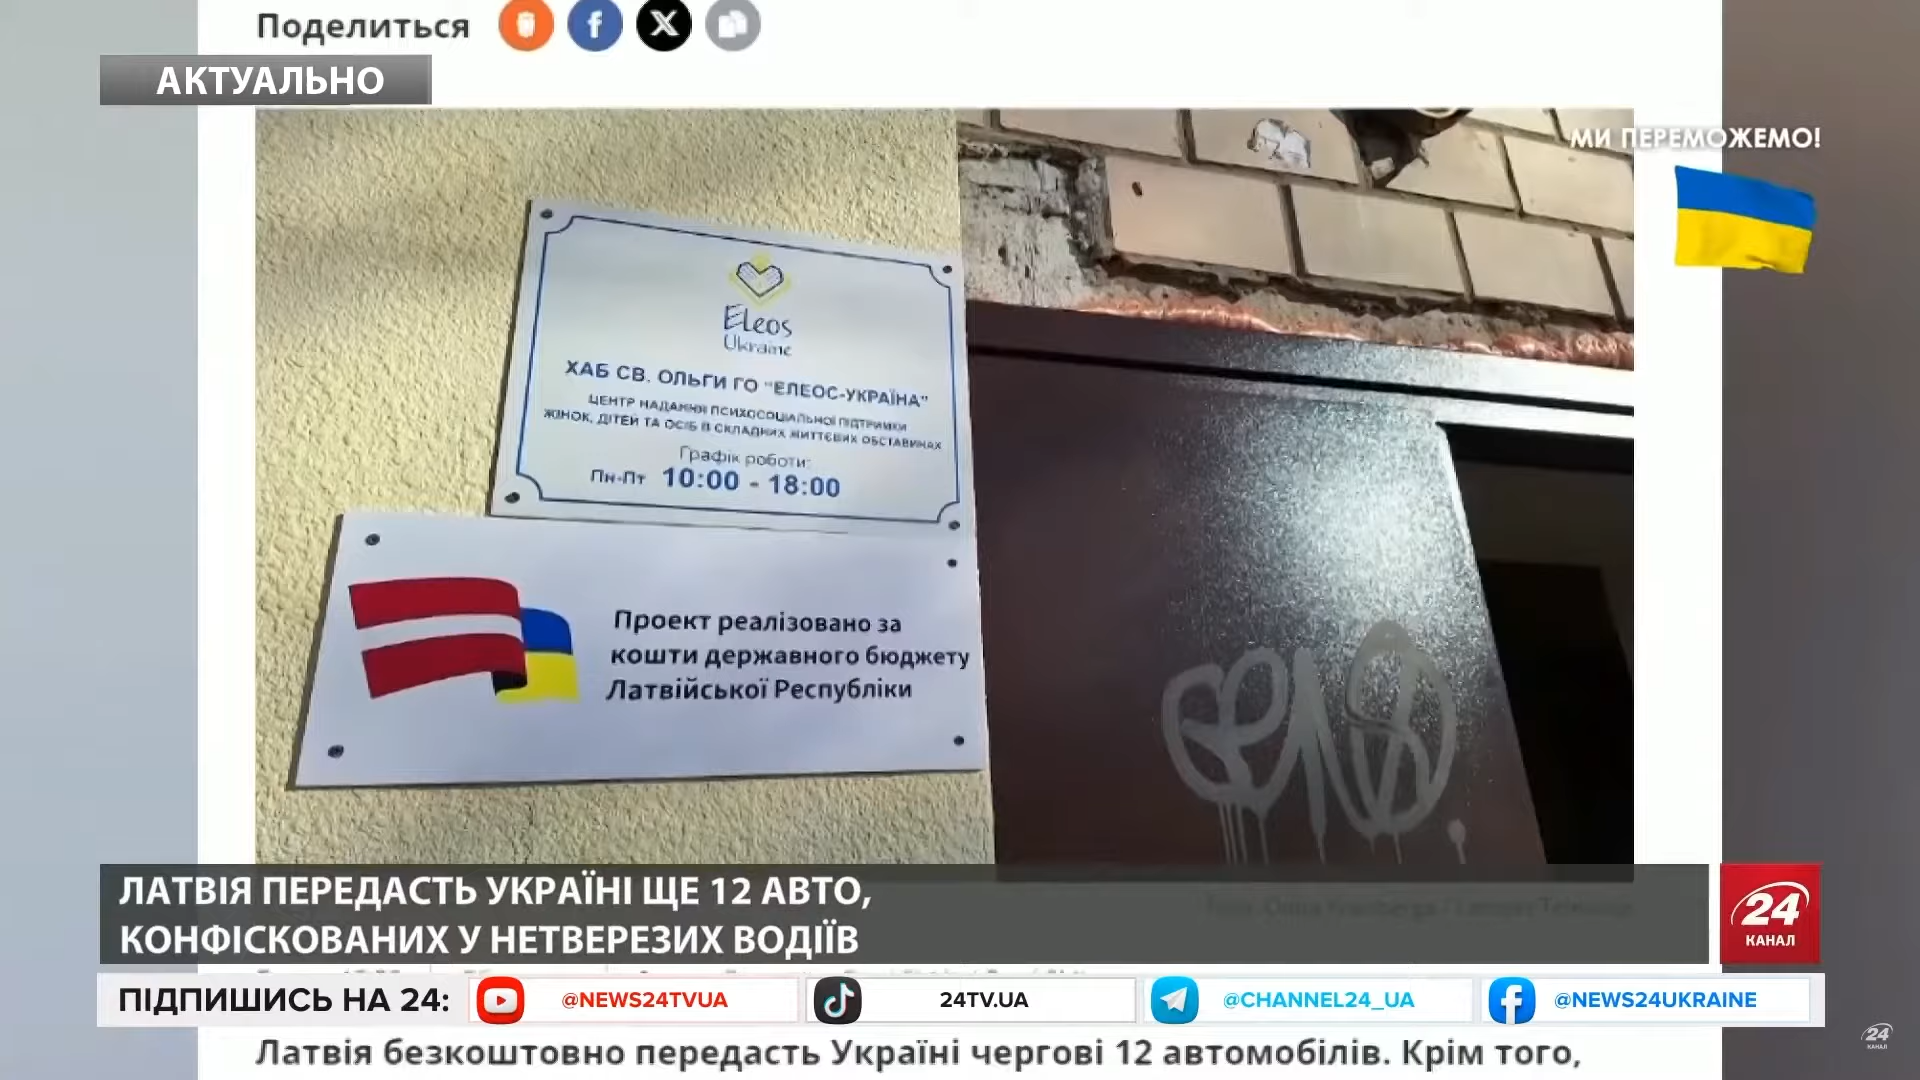 Поделиться
АКТУАЛЬНО
МИ ПЕРЕМОЖЕМО!
Eleos
Ukraine
ХАБ СВ. ОЛЬГИ ГО "ЕЛЕОС-УКРАЇНА"
ЦЕНТР НАДАННЯ ПСИХОСОЦІАЛЬНОЇ ПІДТРИМКИ
ЖІНОК, ДІТЕЙ ТА ОСІБ В СКЛАДНИХ ЖИТТЄВИХ ОБСТАВИНАХ
Графік роботи:
Пн-Пт 10:00 - 18:00
Проект реалізовано за
кошти державного бюджету
Латвійської Республіки
ЛАТВІЯ ПЕРЕДАСТЬ УКРАЇНІ ЩЕ 12 АВТО,
КОНФІСКОВАНИХ У НЕТВЕРЕЗИХ ВОДІЇВ
24
КАНАЛ
ПІДПИШИСЬ НА 24: @NEWS24TVUA 24TV.UA @CHANNEL24_UA @NEWS24UKRAINE
Латвія безкоштовно передасть Україні чергові 12 автомобілів. Крім того,
24
КАНАЛ